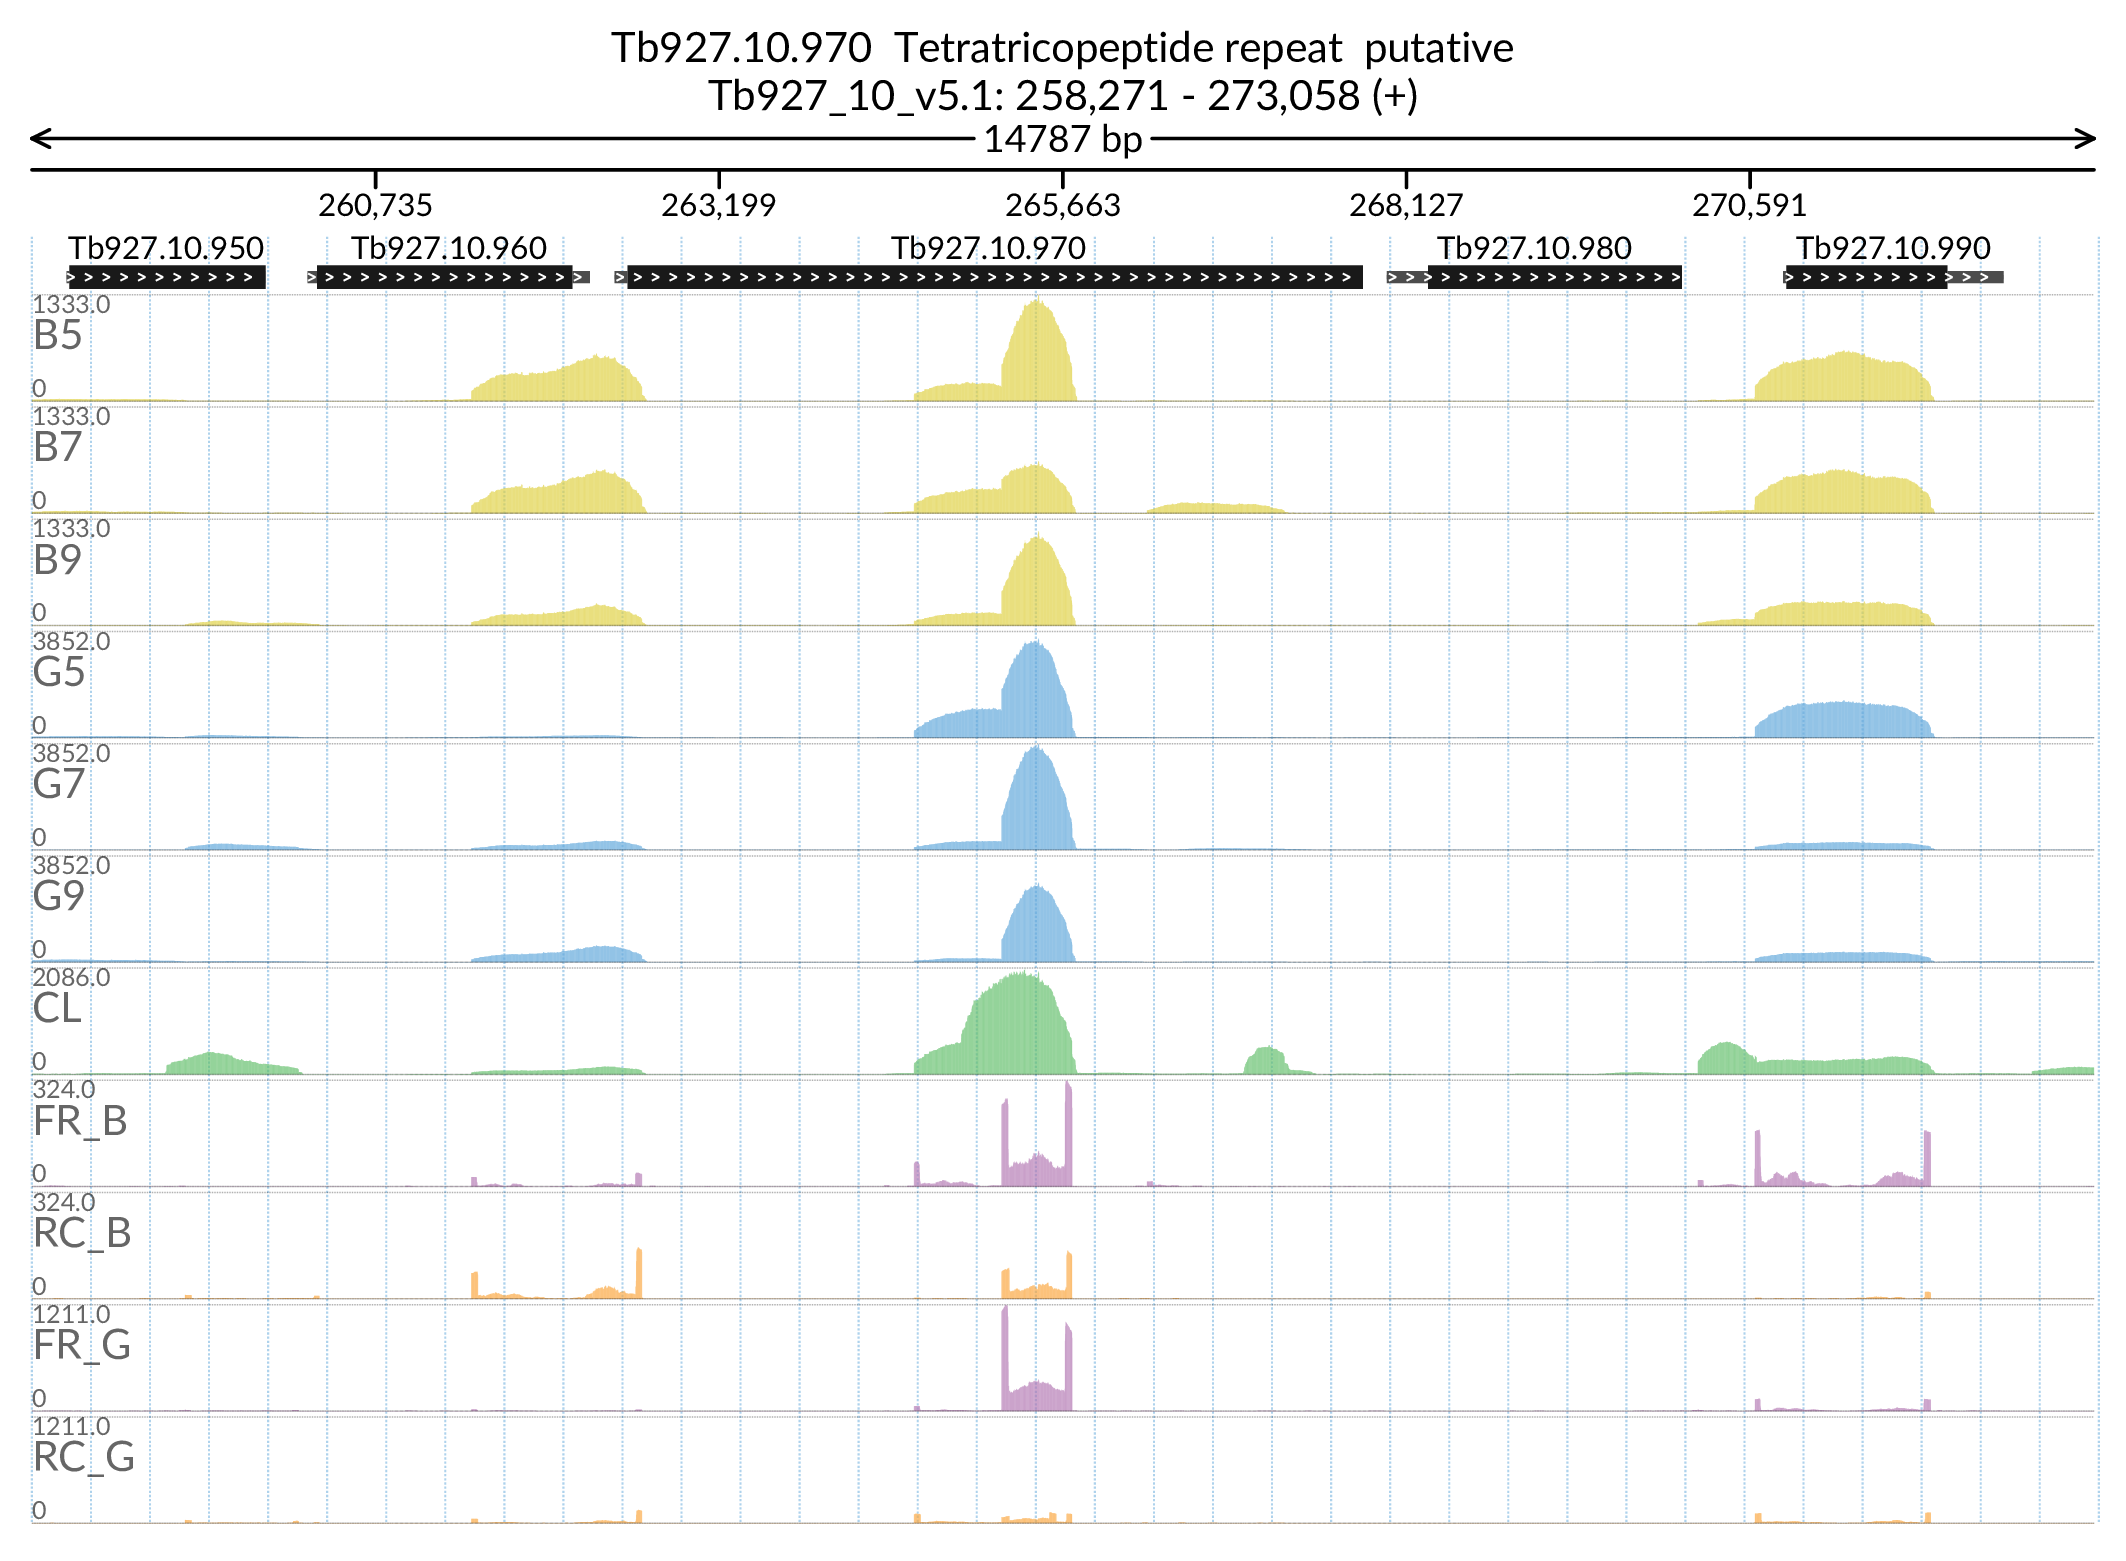 Tb927.10.970  Tetratricopeptide repeat  putative
Tb927_10_v5.1: 258,271 - 273,058 (+)
14787 bp
260,735 263,199 265,663 268,127 270,591
Tb927.10.950 Tb927.10.960 Tb927.10.970 Tb927.10.980 Tb927.10.990
1333.0
B5
0
1333.0
B7
0
1333.0
B9
0
3852.0
G5
0
3852.0
G7
0
3852.0
G9
0
2086.0
CL
0
324.0
FR_B
0
324.0
RC_B
0
1211.0
FR_G
0
1211.0
RC_G
0